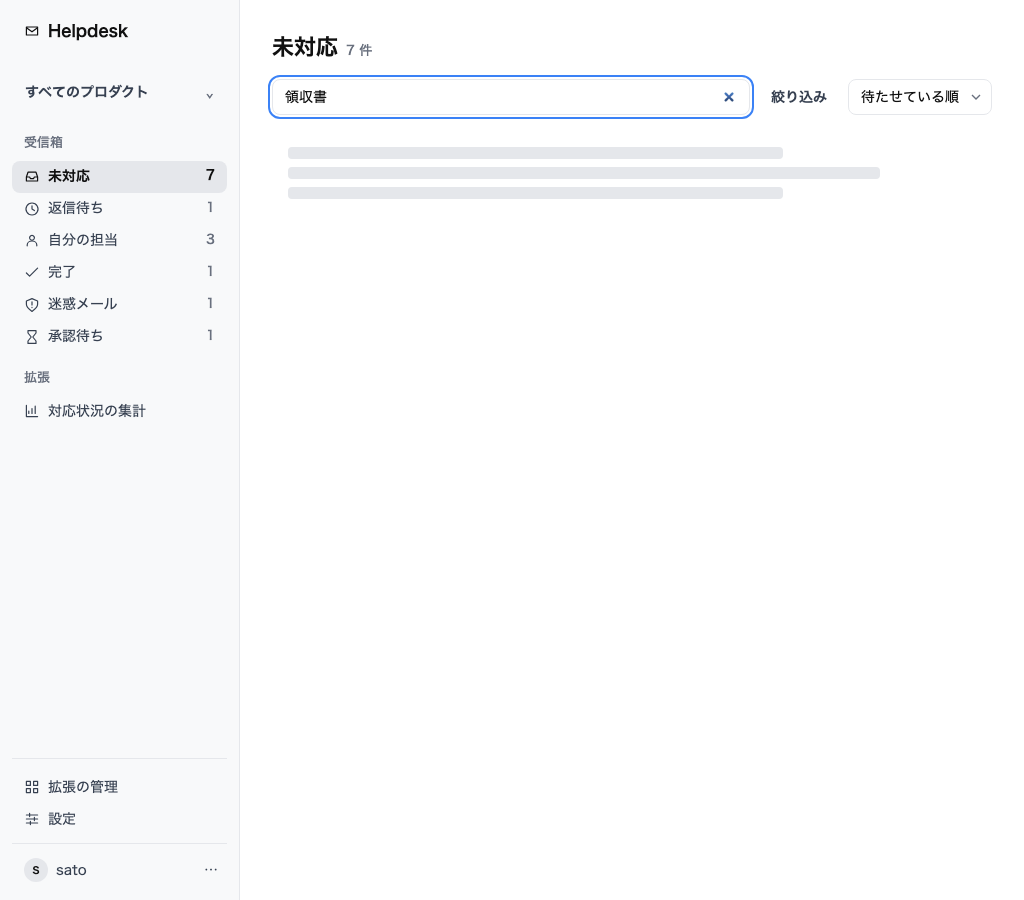 Helpdesk
すべてのプロダクト
受信箱
未対応 7
返信待ち 1
自分の担当 3
完了 1
迷惑メール 1
承認待ち 1
拡張
対応状況の集計
拡張の管理
設定
S sato ...
未対応 7 件
領収書
絞り込み
待たせている順